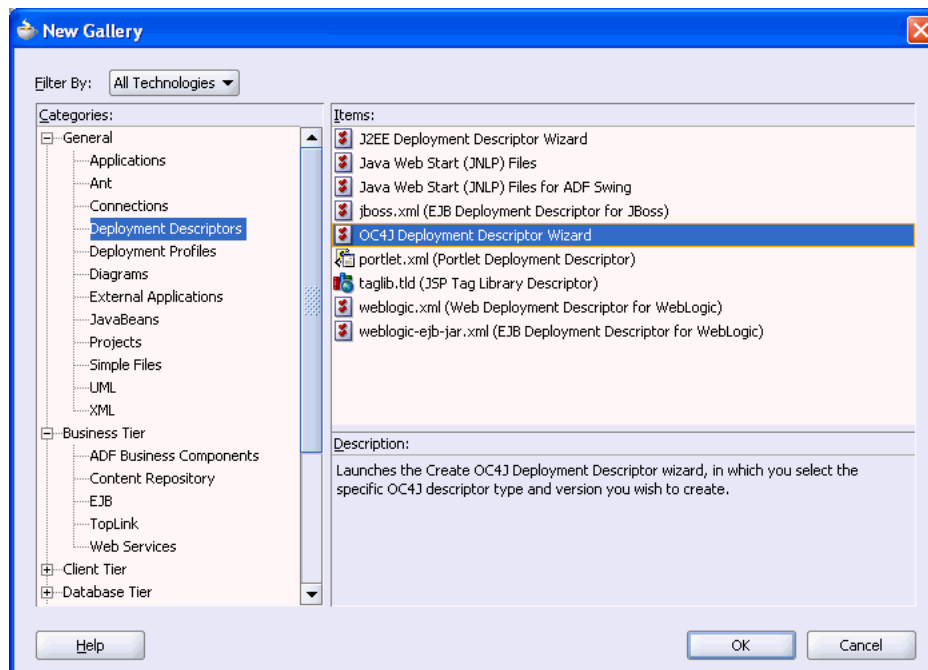 New Gallery
Filter By: All Technologies
Categories:
General
Applications
Ant
Connections
Deployment Descriptors
Deployment Profiles
Diagrams
External Applications
JavaBeans
Projects
Simple Files
UML
XML
Business Tier
ADF Business Components
Content Repository
EJB
TopLink
Web Services
Client Tier
Database Tier
Items:
J2EE Deployment Descriptor Wizard
Java Web Start (JNLP) Files
Java Web Start (JNLP) Files for ADF Swing
jboss.xml (EJB Deployment Descriptor for JBoss)
OC4J Deployment Descriptor Wizard
portlet.xml (Portlet Deployment Descriptor)
taglib.tld (JSP Tag Library Descriptor)
weblogic.xml (Web Deployment Descriptor for WebLogic)
weblogic-ejb-jar.xml (EJB Deployment Descriptor for WebLogic)
Description:
Launches the Create OC4J Deployment Descriptor wizard, in which you select the
specific OC4J descriptor type and version you wish to create.
Help
OK
Cancel